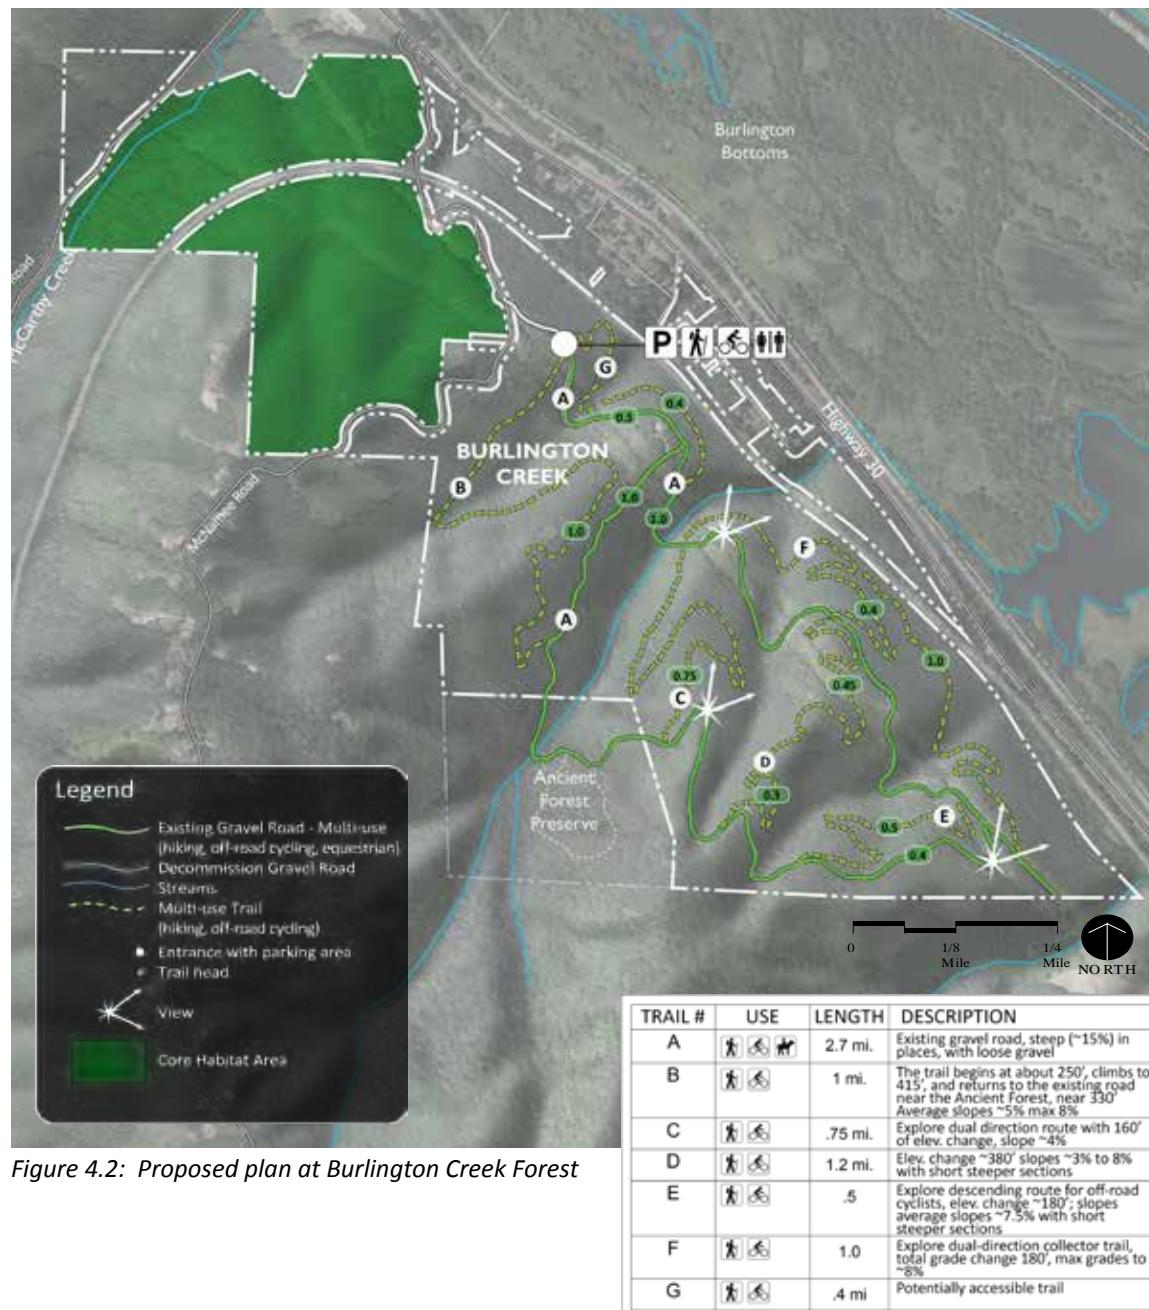 Burlington
Bottoms
Road
McCarthy Creek
P
G
A
0.4
0.5
Highway 30
BURLINGTON
CREEK
B
A
1.0
1.0
McNamee Road
1.0
F
A
0.4
1.0
0.75
0.45
C
D
Ancient
Forest
Preserve
0.3
E
0.5
0.4
Legend
Existing Gravel Road - Multi-use
(hiking, off-road cycling, equestrian)
Decommission Gravel Road
Streams
Multi-use Trail
(hiking, off-road cycling)
Entrance with parking area
Trail head
View
Core Habitat Area
0 1/8 1/4
Mile Mile
NORTH
TRAIL # USE LENGTH DESCRIPTION
A 2.7 mi. Existing gravel road, steep (~15%) in
places, with loose gravel
B 1 mi. The trail begins at about 250', climbs to
415', and returns to the existing road
near the Ancient Forest, near 330'
Average slopes ~5% max 8%
C .75 mi. Explore dual direction route with 160'
of elev. change, slope ~4%
D 1.2 mi. Elev. change ~380' slopes ~3% to 8%
with short steeper sections
E .5 Explore descending route for off-road
cyclists, elev. change ~180'; slopes
average slopes ~7.5% with short
steeper sections
F 1.0 Explore dual-direction collector trail,
total grade change 180', max grades to
~8%
G .4 mi Potentially accessible trail
Figure 4.2: Proposed plan at Burlington Creek Forest